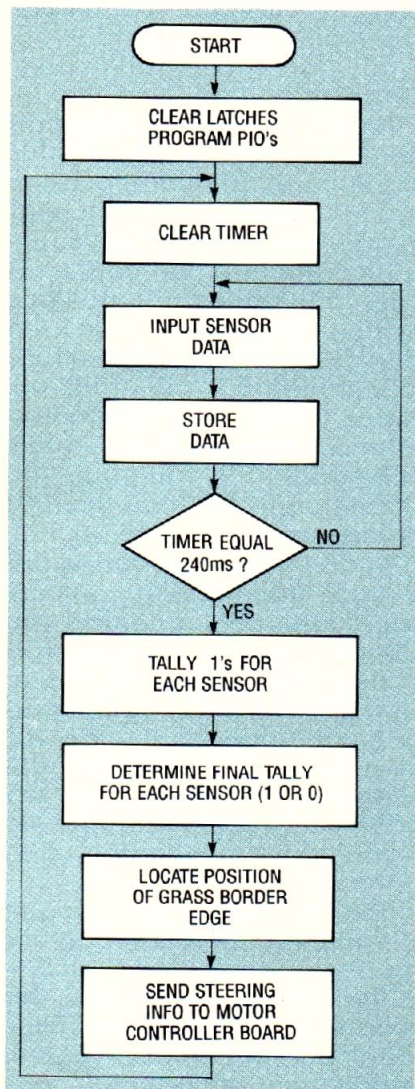 START
CLEAR LATCHES
PROGRAM PIO's
CLEAR TIMER
INPUT SENSOR
DATA
STORE
DATA
TIMER EQUAL
240ms ?
NO
YES
TALLY 1's FOR
EACH SENSOR
DETERMINE FINAL TALLY
FOR EACH SENSOR (1 OR 0)
LOCATE POSITION
OF GRASS BORDER
EDGE
SEND STEERING
INFO TO MOTOR
CONTROLLER BOARD